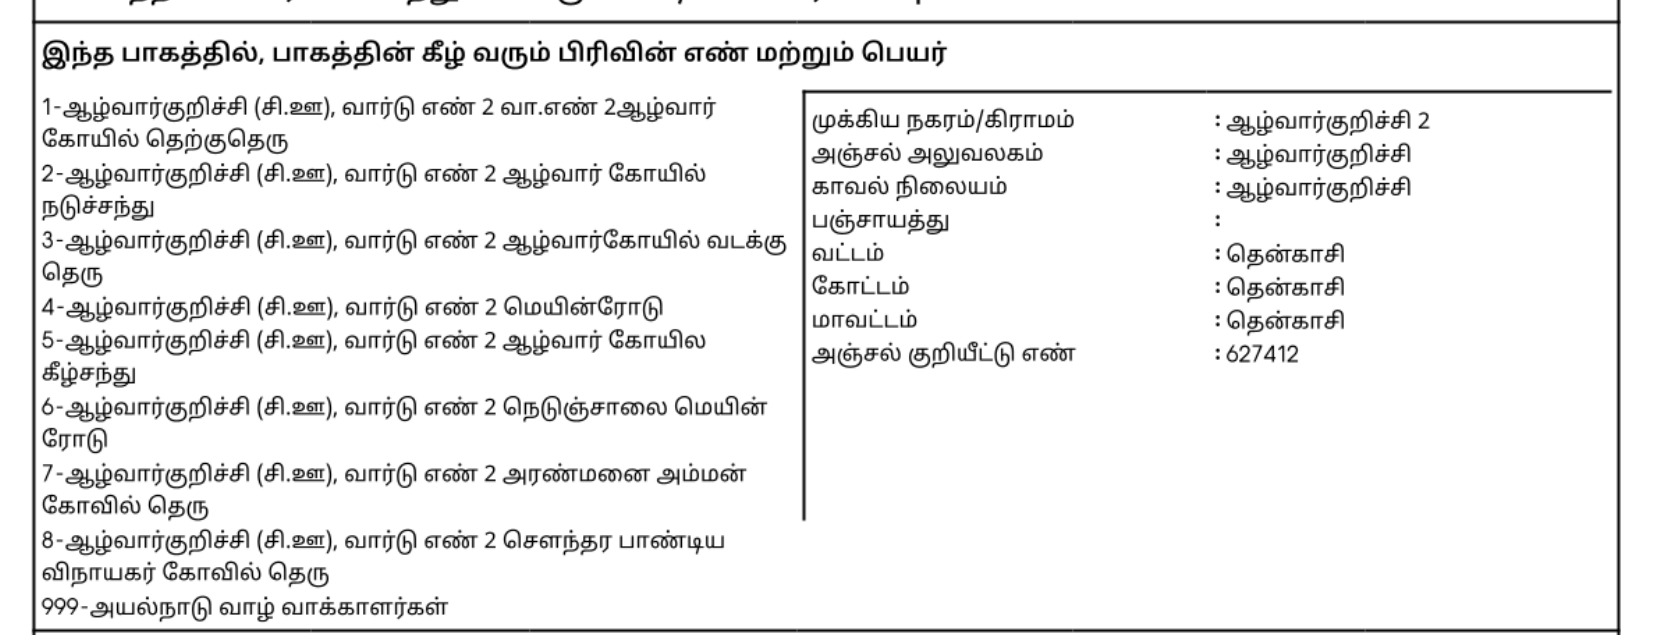 இந்த பாகத்தில், பாகத்தின் கீழ் வரும் பிரிவின் எண் மற்றும் பெயர்
1-ஆழ்வார்குறிச்சி (சி.ஊ), வார்டு எண் 2 வா.எண் 2ஆழ்வார்
கோயில் தெற்குதெரு
2-ஆழ்வார்குறிச்சி (சி.ஊ), வார்டு எண் 2 ஆழ்வார் கோயில்
நடுச்சந்து
3-ஆழ்வார்குறிச்சி (சி.ஊ), வார்டு எண் 2 ஆழ்வார்கோயில் வடக்கு
தெரு
4-ஆழ்வார்குறிச்சி (சி.ஊ), வார்டு எண் 2 மெயின்ரோடு
5-ஆழ்வார்குறிச்சி (சி.ஊ), வார்டு எண் 2 ஆழ்வார் கோயில
கீழ்சந்து
6-ஆழ்வார்குறிச்சி (சி.ஊ), வார்டு எண் 2 நெடுஞ்சாலை மெயின்
ரோடு
7-ஆழ்வார்குறிச்சி (சி.ஊ), வார்டு எண் 2 அரண்மனை அம்மன்
கோவில் தெரு
8-ஆழ்வார்குறிச்சி (சி.ஊ), வார்டு எண் 2 சௌந்தர பாண்டிய
விநாயகர் கோவில் தெரு
999-அயல்நாடு வாழ் வாக்காளர்கள்
முக்கிய நகரம்/கிராமம் : ஆழ்வார்குறிச்சி 2
அஞ்சல் அலுவலகம் : ஆழ்வார்குறிச்சி
காவல் நிலையம் : ஆழ்வார்குறிச்சி
பஞ்சாயத்து :
வட்டம் : தென்காசி
கோட்டம் : தென்காசி
மாவட்டம் : தென்காசி
அஞ்சல் குறியீட்டு எண் : 627412